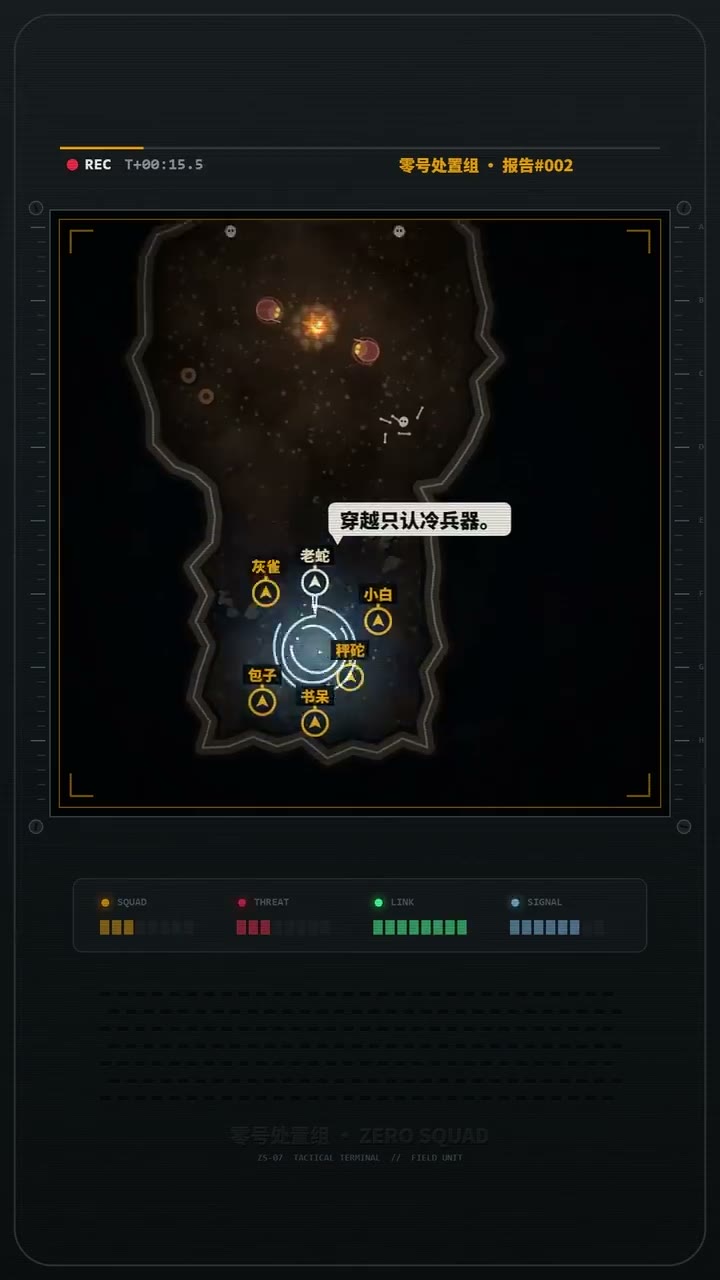 REC T+00:15.5
零号处置组 · 报告#002
A
B
C
D
E
F
G
H
穿越只认冷兵器。
老蛇
灰雀
小白
秤砣
包子
书呆
SQUAD
THREAT
LINK
SIGNAL
零号处置组 · ZERO SQUAD
ZS-07 TACTICAL TERMINAL // FIELD UNIT